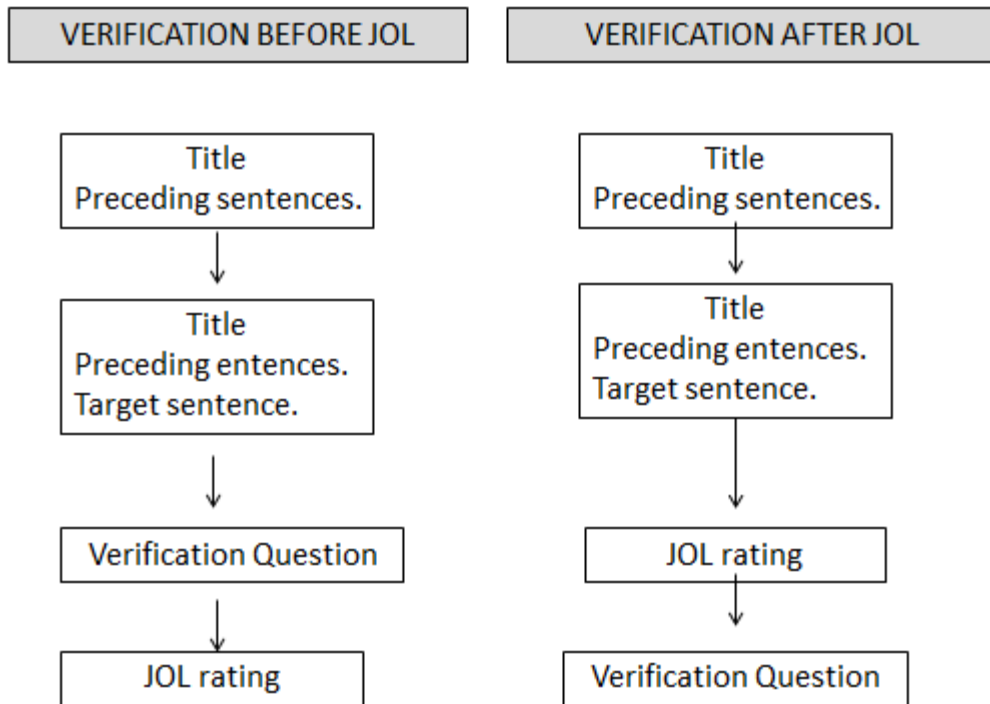 VERIFICATION BEFORE JOL
Title
Preceding sentences.
Title
Preceding entences.
Target sentence.
Verification Question
JOL rating
VERIFICATION AFTER JOL
Title
Preceding sentences.
Title
Preceding entences.
Target sentence.
JOL rating
Verification Question